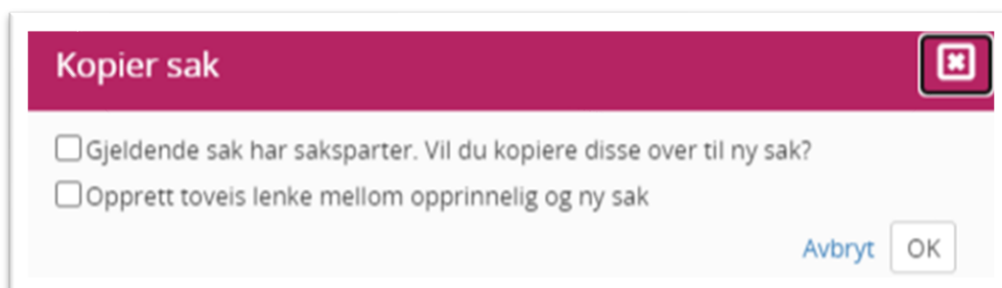 Kopier sak
Gjeldende sak har saksparter. Vil du kopiere disse over til ny sak?
Opprett toveis lenke mellom opprinnelig og ny sak
Avbryt OK